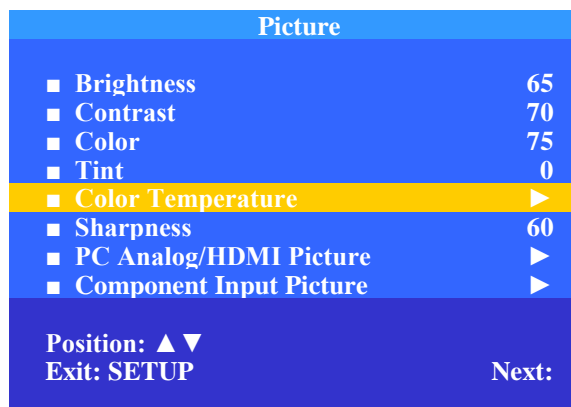 Picture
■ Brightness 65
■ Contrast 70
■ Color 75
■ Tint 0
■ Color Temperature ►
■ Sharpness 60
■ PC Analog/HDMI Picture ►
■ Component Input Picture ►
Position: ▲▼
Exit: SETUP Next: